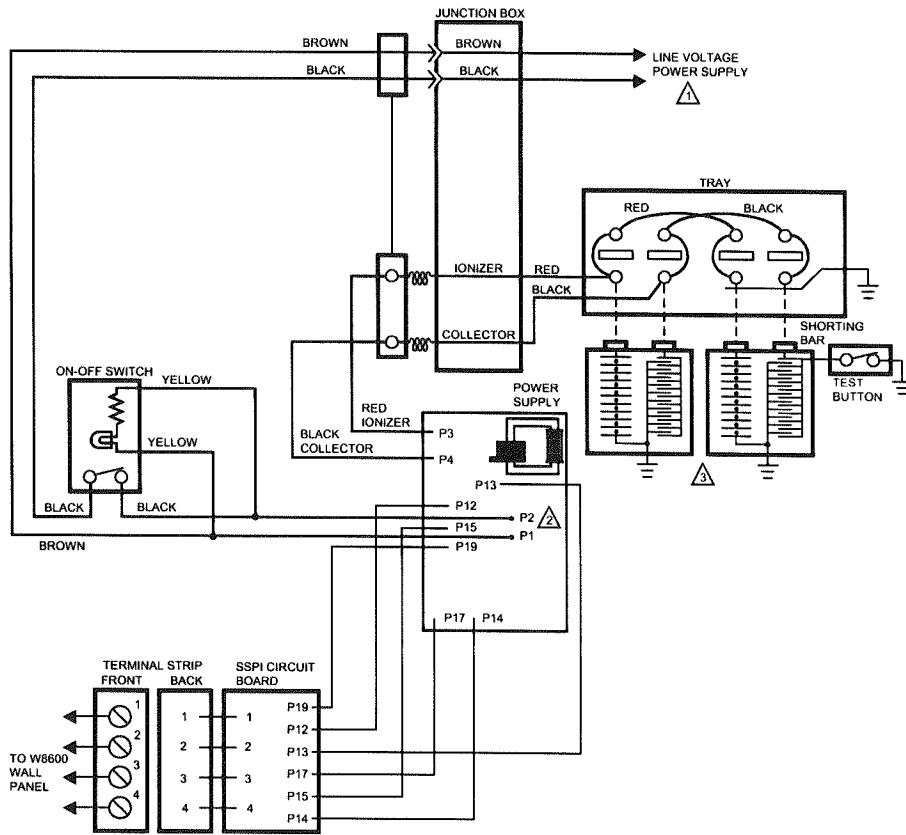 JUNCTION BOX
BROWN
BROWN
BLACK
BLACK
LINE VOLTAGE
POWER SUPPLY
1
TRAY
RED
BLACK
IONIZER
RED
BLACK
COLLECTOR
SHORTING
BAR
TEST
BUTTON
3
ON-OFF SWITCH
YELLOW
YELLOW
BLACK
BLACK
BROWN
RED
IONIZER
BLACK
COLLECTOR
POWER
SUPPLY
P3
P4
P13
P12
P2
2
P15
P1
P19
P17 P14
TERMINAL STRIP
FRONT BACK
SSPI CIRCUIT
BOARD
TO W8600
WALL
PANEL
1
2
3
4
1
2
3
4
1
2
3
4
P19
P12
P13
P17
P15
P14